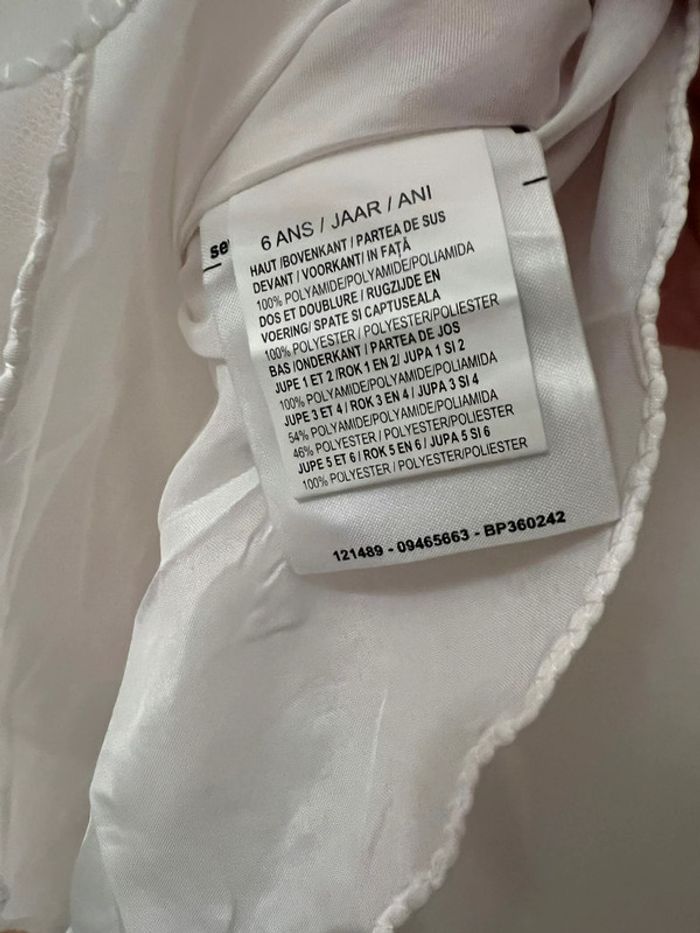 6 ANS / JAAR / ANI
HAUT /BOVENKANT / PARTEA DE SUS
DEVANT / VOORKANT/ IN FAȚĂ
100% POLYAMIDE/POLYAMIDE/POLIAMIDA
DOS ET DOUBLURE / RUGZIJDE EN
VOERING/ SPATE SI CAPTUSEALA
100% POLYESTER / POLYESTER/POLIESTER
BAS /ONDERKANT / PARTEA DE JOS
JUPE 1 ET 2 /ROK 1 EN 2/ JUPA 1 SI 2
100% POLYAMIDE/POLYAMIDE/POLIAMIDA
JUPE 3 ET 4 / ROK 3 EN 4 / JUPA 3 SI 4
54% POLYAMIDE/POLYAMIDE/POLIAMIDA
46% POLYESTER / POLYESTER/POLIESTER
JUPE 5 ET 6 / ROK 5 EN 6 / JUPA 5 SI 6
100% POLYESTER / POLYESTER/POLIESTER
121489 - 09465663 - BP360242